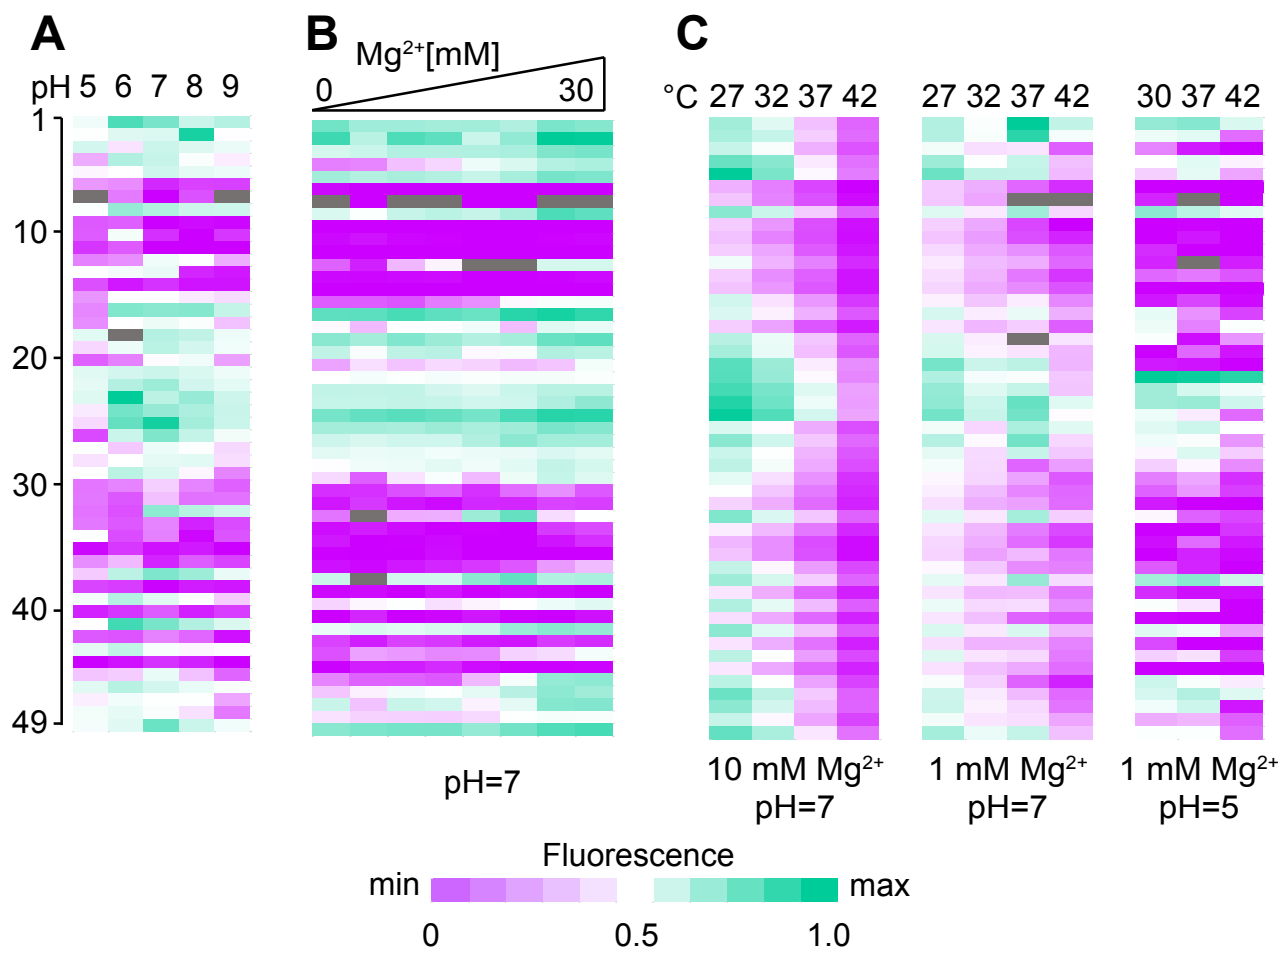 A
B
C
Mg²⁺[mM]
0
30
pH 5 6 7 8 9
°C 27 32 37 42
27 32 37 42
30 37 42
1
10
20
30
40
49
pH=7
10 mM Mg²⁺
pH=7
1 mM Mg²⁺
pH=7
1 mM Mg²⁺
pH=5
Fluorescence
min
max
0
0.5
1.0